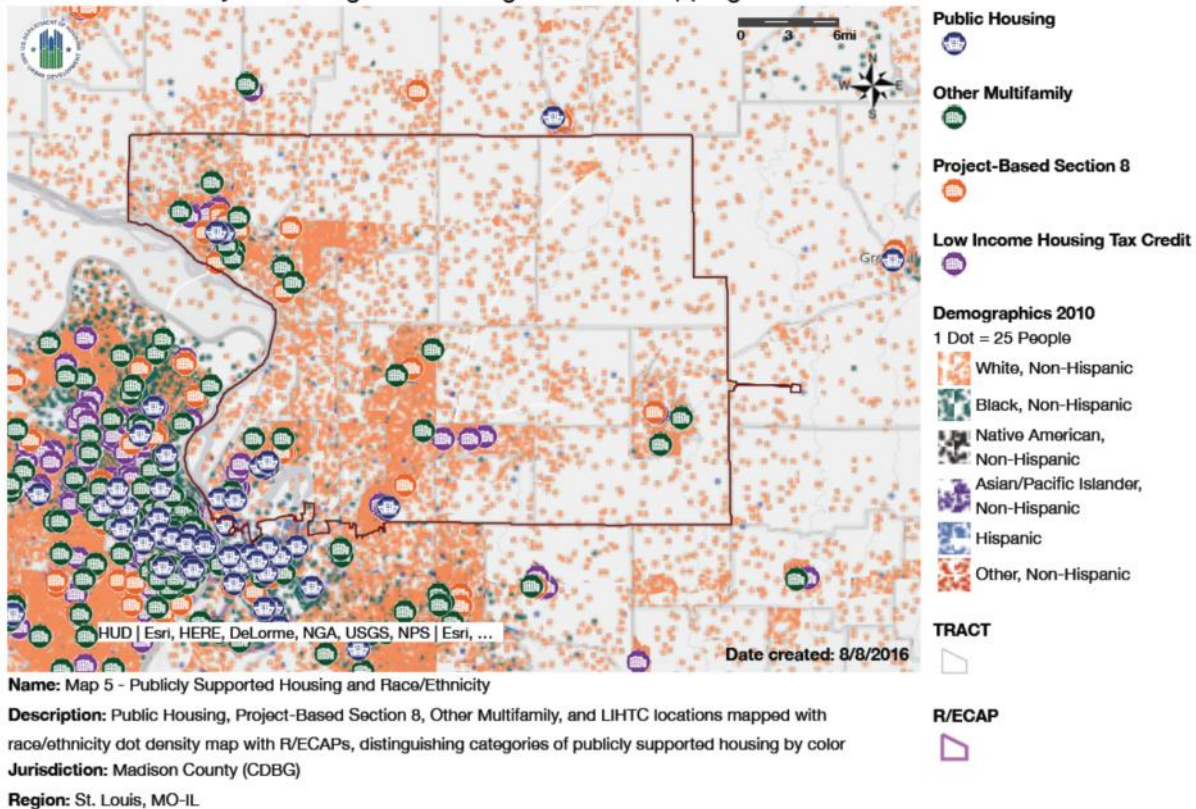 0 3 6mi
N
W E
S
Date created: 8/8/2016
HUD | Esri, HERE, DeLorme, NGA, USGS, NPS | Esri, ...
Public Housing
Other Multifamily
Project-Based Section 8
Low Income Housing Tax Credit
Demographics 2010
1 Dot = 25 People
White, Non-Hispanic
Black, Non-Hispanic
Native American,
Non-Hispanic
Asian/Pacific Islander,
Non-Hispanic
Hispanic
Other, Non-Hispanic
TRACT
R/ECAP
Name: Map 5 - Publicly Supported Housing and Race/Ethnicity
Description: Public Housing, Project-Based Section 8, Other Multifamily, and LIHTC locations mapped with
race/ethnicity dot density map with R/ECAPs, distinguishing categories of publicly supported housing by color
Jurisdiction: Madison County (CDBG)
Region: St. Louis, MO-IL